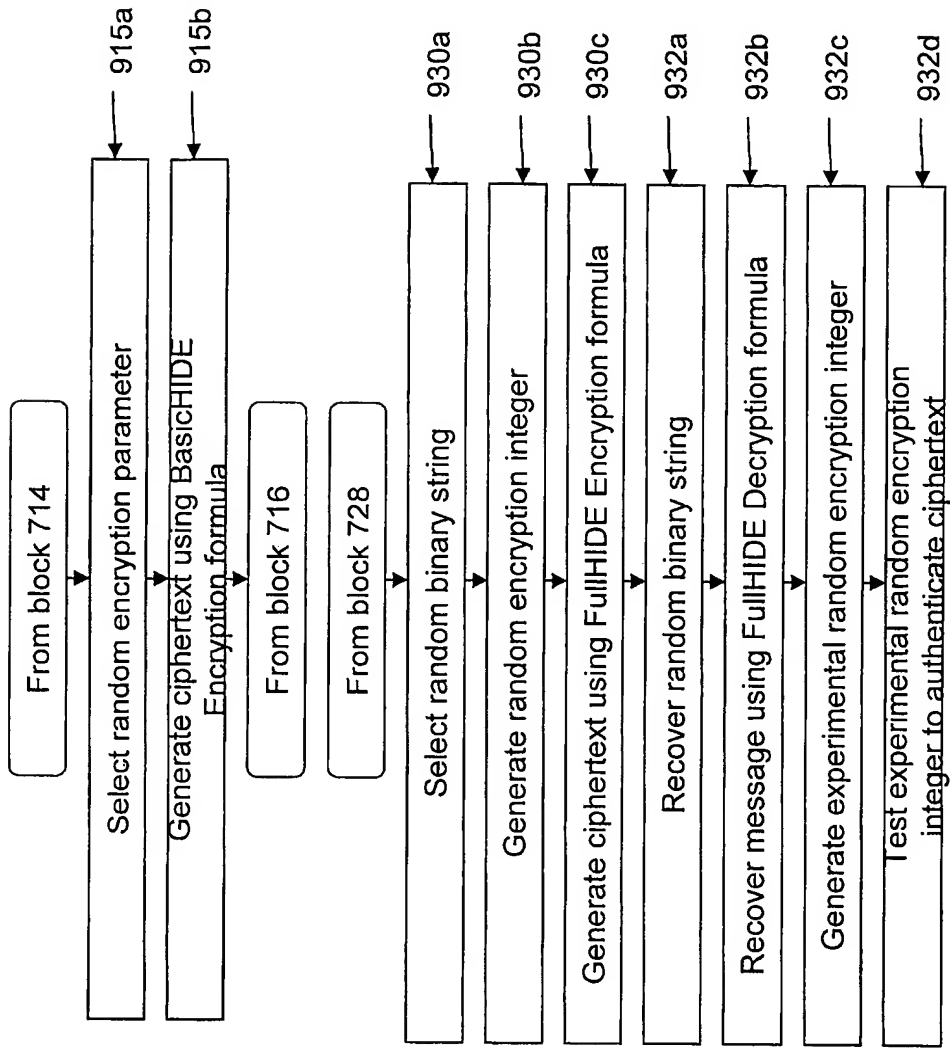 From block 714
Select random encryption parameter
915a
Generate ciphertext using BasicHIDE
Encryption formula
915b
From block 716
From block 728
Select random binary string
930a
Generate random encryption integer
930b
Generate ciphertext using FullHIDE Encryption formula
930c
Recover random binary string
932a
Recover message using FullHIDE Decryption formula
932b
Generate experimental random encryption integer
932c
Test experimental random encryption
integer to authenticate ciphertext
932d